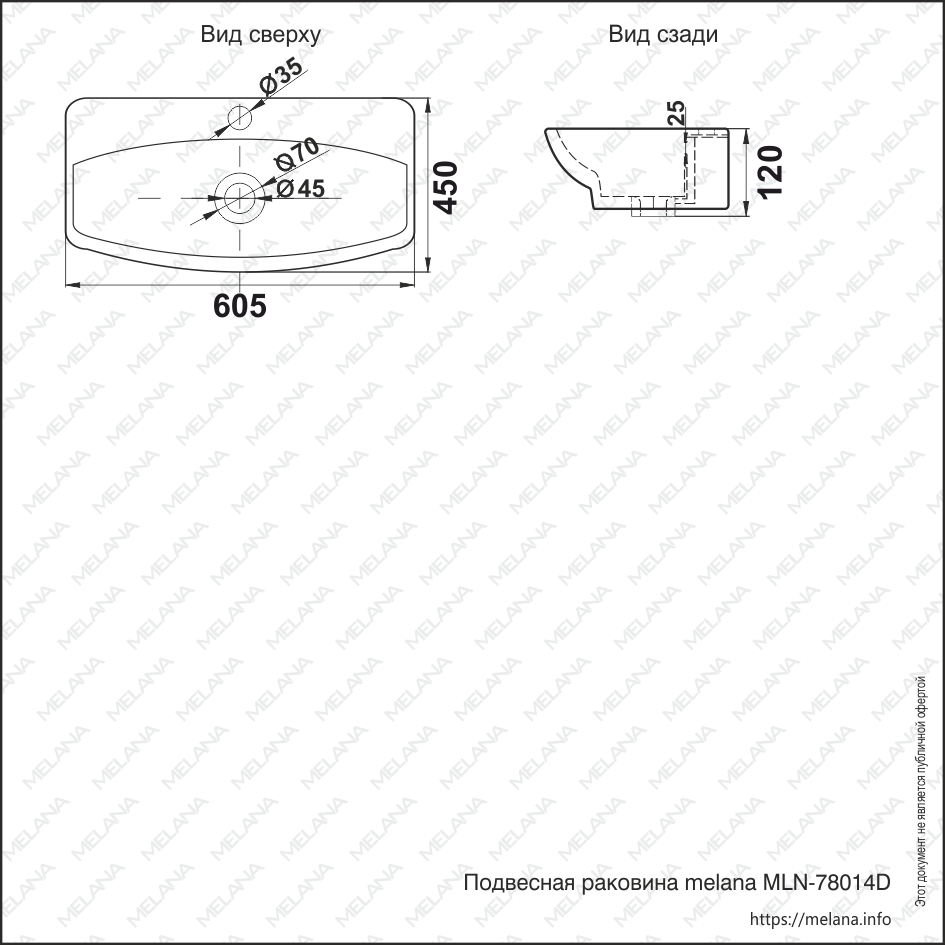 Вид сверху
Вид сзади
Ø35
25
Ø70
Ø45
450
120
605
Этот документ не является публичной офертой
Подвесная раковина melana MLN-78014D
https://melana.info
MELANA